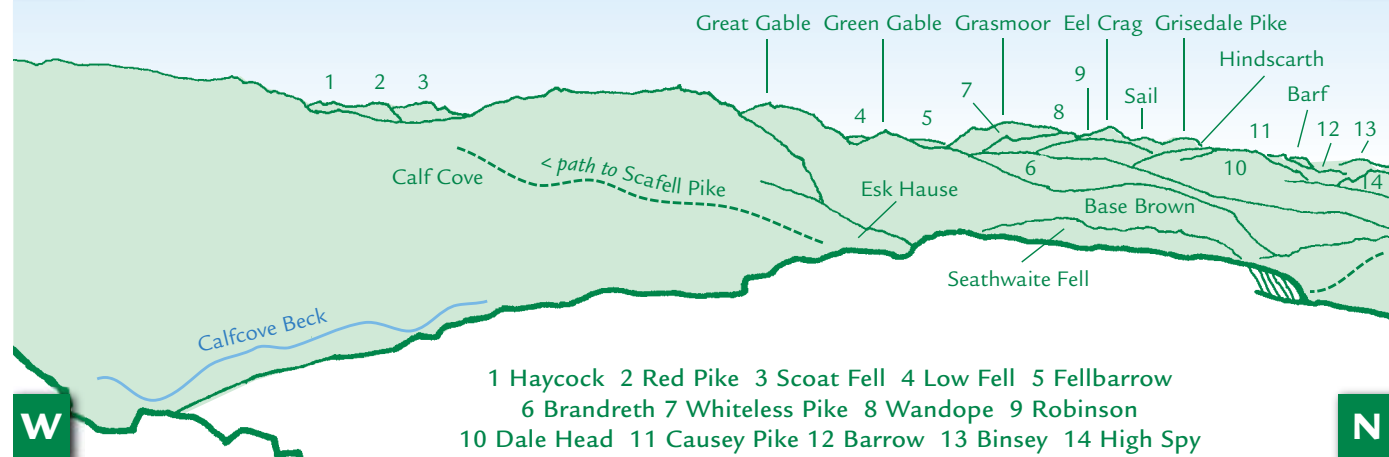 Great Gable Green Gable Grasmoor Eel Crag Grisedale Pike
Hindscarth
1 2 3
7 9 Sail Barf
4 5 8 11 12 13
Calf Cove
< path to Scafell Pike
6 10 14
Esk Hause
Base Brown
Seathwaite Fell
Calfcove Beck
1 Haycock 2 Red Pike 3 Scoat Fell 4 Low Fell 5 Fellbarrow
6 Brandreth 7 Whiteless Pike 8 Wandope 9 Robinson
10 Dale Head 11 Causey Pike 12 Barrow 13 Binsey 14 High Spy
W
N